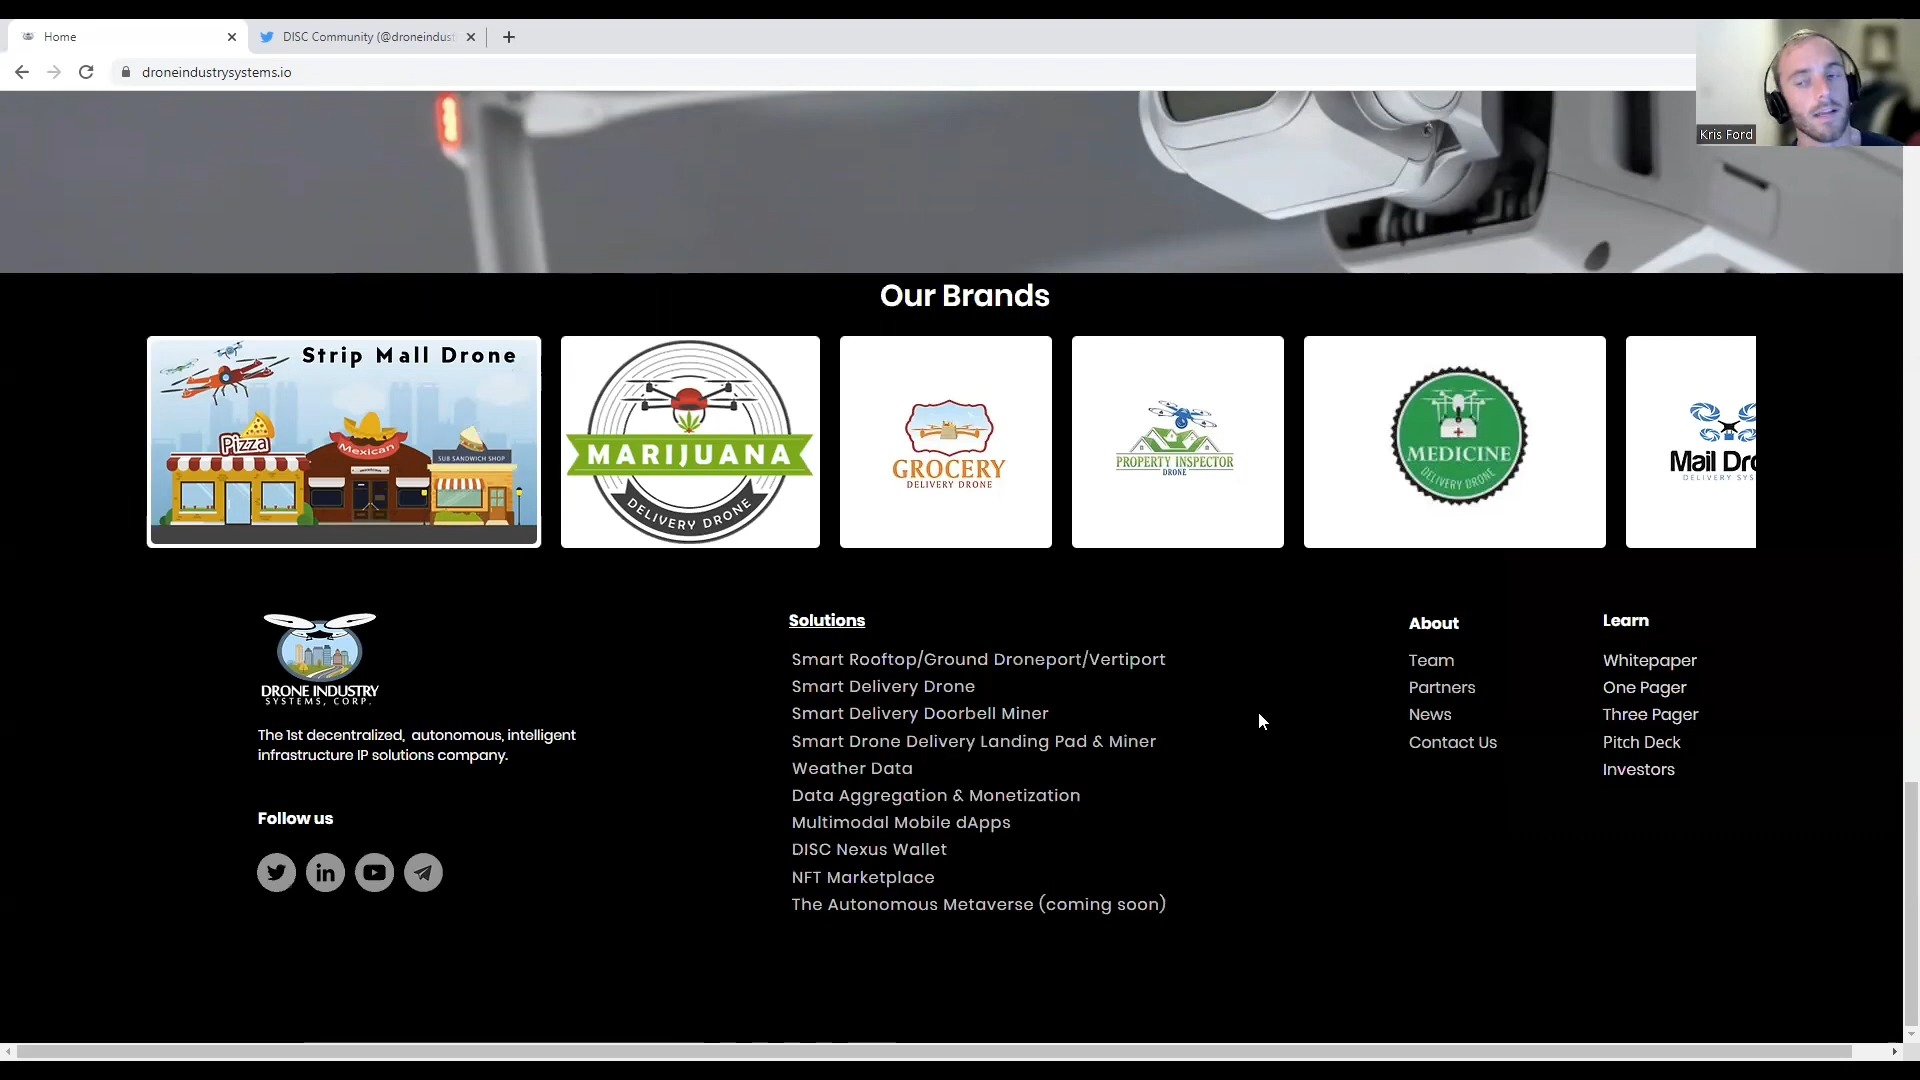 Home
DISC Community (@droneindust
droneindustrysystems.io
Kris Ford
Our Brands
Strip Mall Drone
Pizza
Mexican
SUB SANDWICH SHOP
MARIJUANA
DELIVERY DRONE
GROCERY
DELIVERY DRONE
PROPERTY INSPECTOR
DRONE
MEDICINE
DELIVERY DRONE
Mail Dro
DELIVERY SYS
DRONE INDUSTRY
SYSTEMS, CORP.
The 1st decentralized, autonomous, intelligent
infrastructure IP solutions company.
Follow us
Solutions
Smart Rooftop/Ground Droneport/Vertiport
Smart Delivery Drone
Smart Delivery Doorbell Miner
Smart Drone Delivery Landing Pad & Miner
Weather Data
Data Aggregation & Monetization
Multimodal Mobile dApps
DISC Nexus Wallet
NFT Marketplace
The Autonomous Metaverse (coming soon)
About
Team
Partners
News
Contact Us
Learn
Whitepaper
One Pager
Three Pager
Pitch Deck
Investors